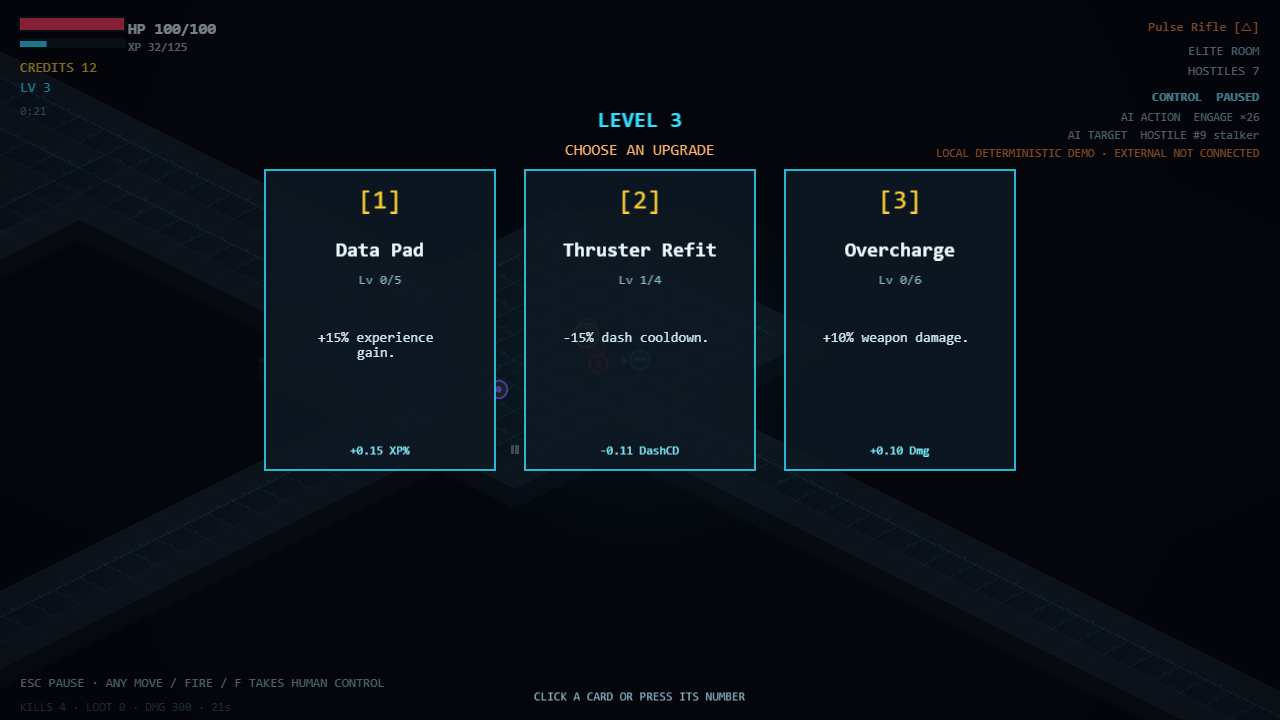 HP 100/100
XP 32/125
CREDITS 12
LV 3
0:21
Pulse Rifle [△]
ELITE ROOM
HOSTILES 7
CONTROL PAUSED
AI ACTION ENGAGE ×26
AI TARGET HOSTILE #9 stalker
LOCAL DETERMINISTIC DEMO · EXTERNAL NOT CONNECTED
LEVEL 3
CHOOSE AN UPGRADE
[1]
Data Pad
Lv 0/5
+15% experience
gain.
+0.15 XP%
[2]
Thruster Refit
Lv 1/4
-15% dash cooldown.
-0.11 DashCD
[3]
Overcharge
Lv 0/6
+10% weapon damage.
+0.10 Dmg
ESC PAUSE · ANY MOVE / FIRE / F TAKES HUMAN CONTROL
KILLS 4 · LOOT 0 · DMG 300 · 21s
CLICK A CARD OR PRESS ITS NUMBER